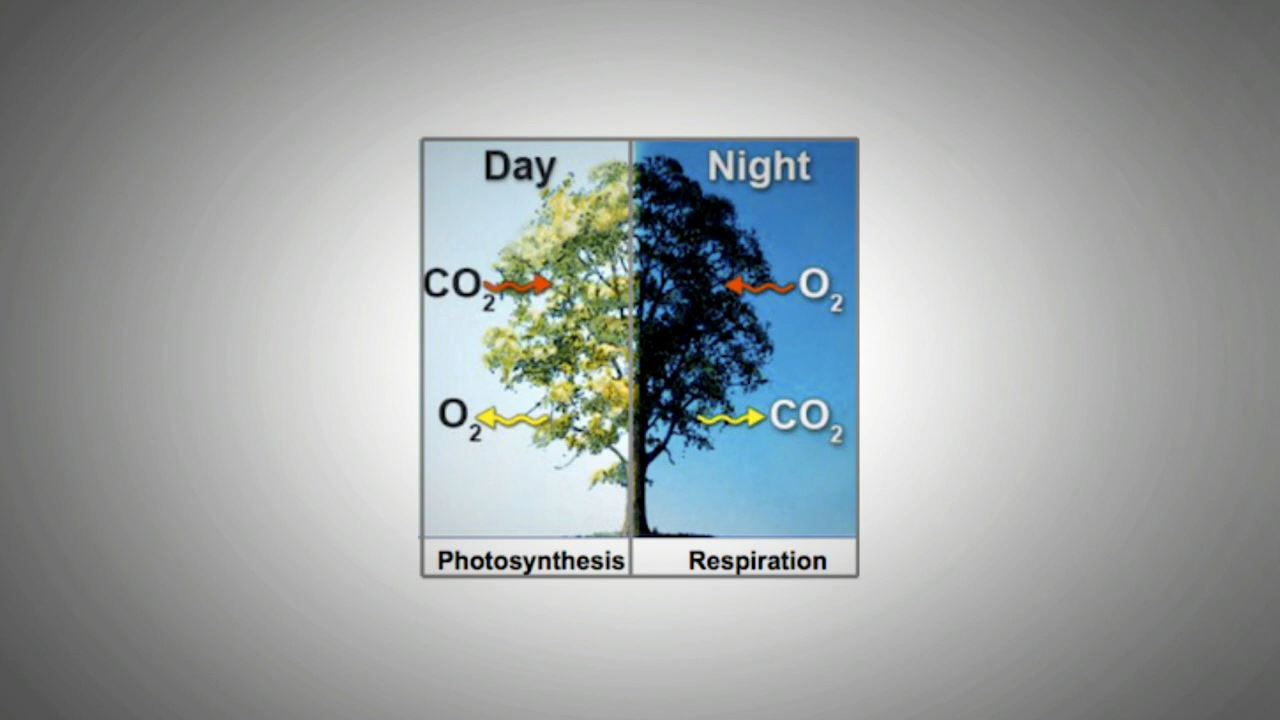 Day
CO₂
O₂
Photosynthesis
Night
O₂
CO₂
Respiration